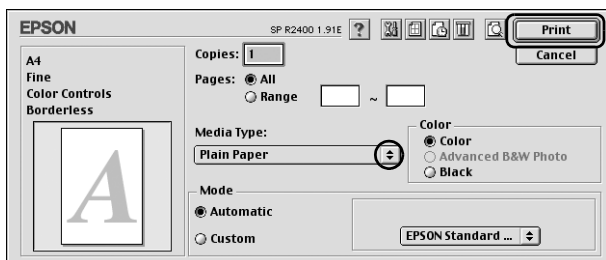 EPSON
SP R2400 1.91E
?
Print
Cancel
A4
Fine
Color Controls
Borderless
A
Copies: 1
Pages: All
Range ~
Media Type:
Plain Paper
Color
Color
Advanced B&W Photo
Black
Mode
Automatic
Custom
EPSON Standard ...